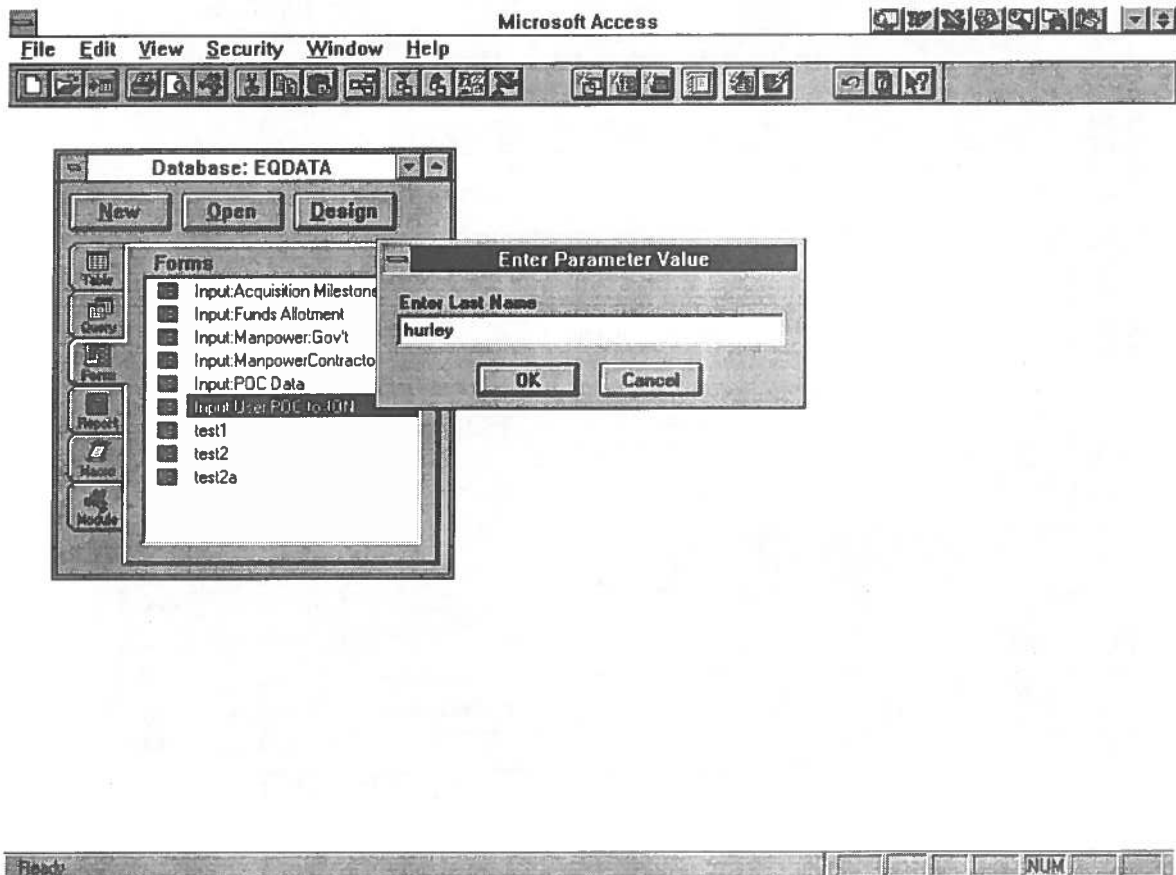 Microsoft Access
File Edit View Security Window Help
Database: EQDATA
New Open Design
Table
Query
Form
Report
Macro
Module
Forms
Input:Acquisition Milestone
Input:Funds Allotment
Input:Manpower:Gov't
Input:ManpowerContracto
Input:POC Data
Input:User POC-to-IDN
test1
test2
test2a
Enter Parameter Value
Enter Last Name
hurley
OK Cancel
Ready NUM